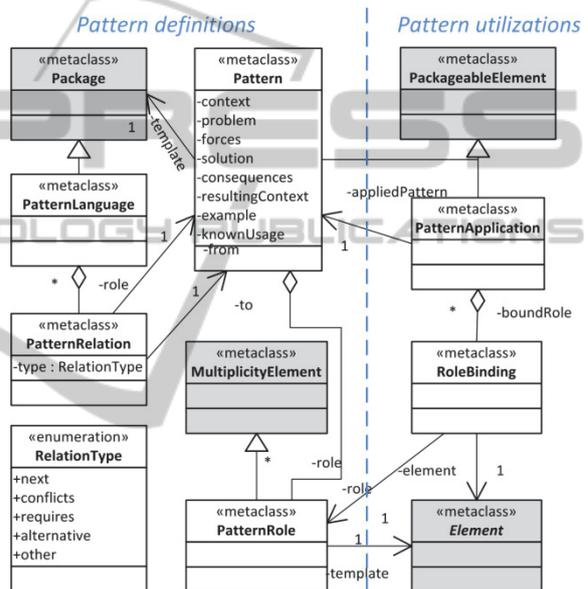 Pattern definitions
Pattern utilizations
«metaclass»
Package
1
«metaclass»
Pattern
-context
-problem
-forces
-solution
-consequences
-resultingContext
-example
-knownUsage
-from
«metaclass»
PackageableElement
-template
-appliedPattern
1
«metaclass»
PatternLanguage
«metaclass»
PatternApplication
1
*
-role
1
-to
*
-boundRole
«metaclass»
PatternRelation
-type : RelationType
«metaclass»
MultiplicityElement
«metaclass»
RoleBinding
«enumeration»
RelationType
+next
+conflicts
+requires
+alternative
+other
*
-role
-role
-element
1
«metaclass»
PatternRole
1
1
-template
«metaclass»
Element
PRESS
OLOGY PUBLICATIONS